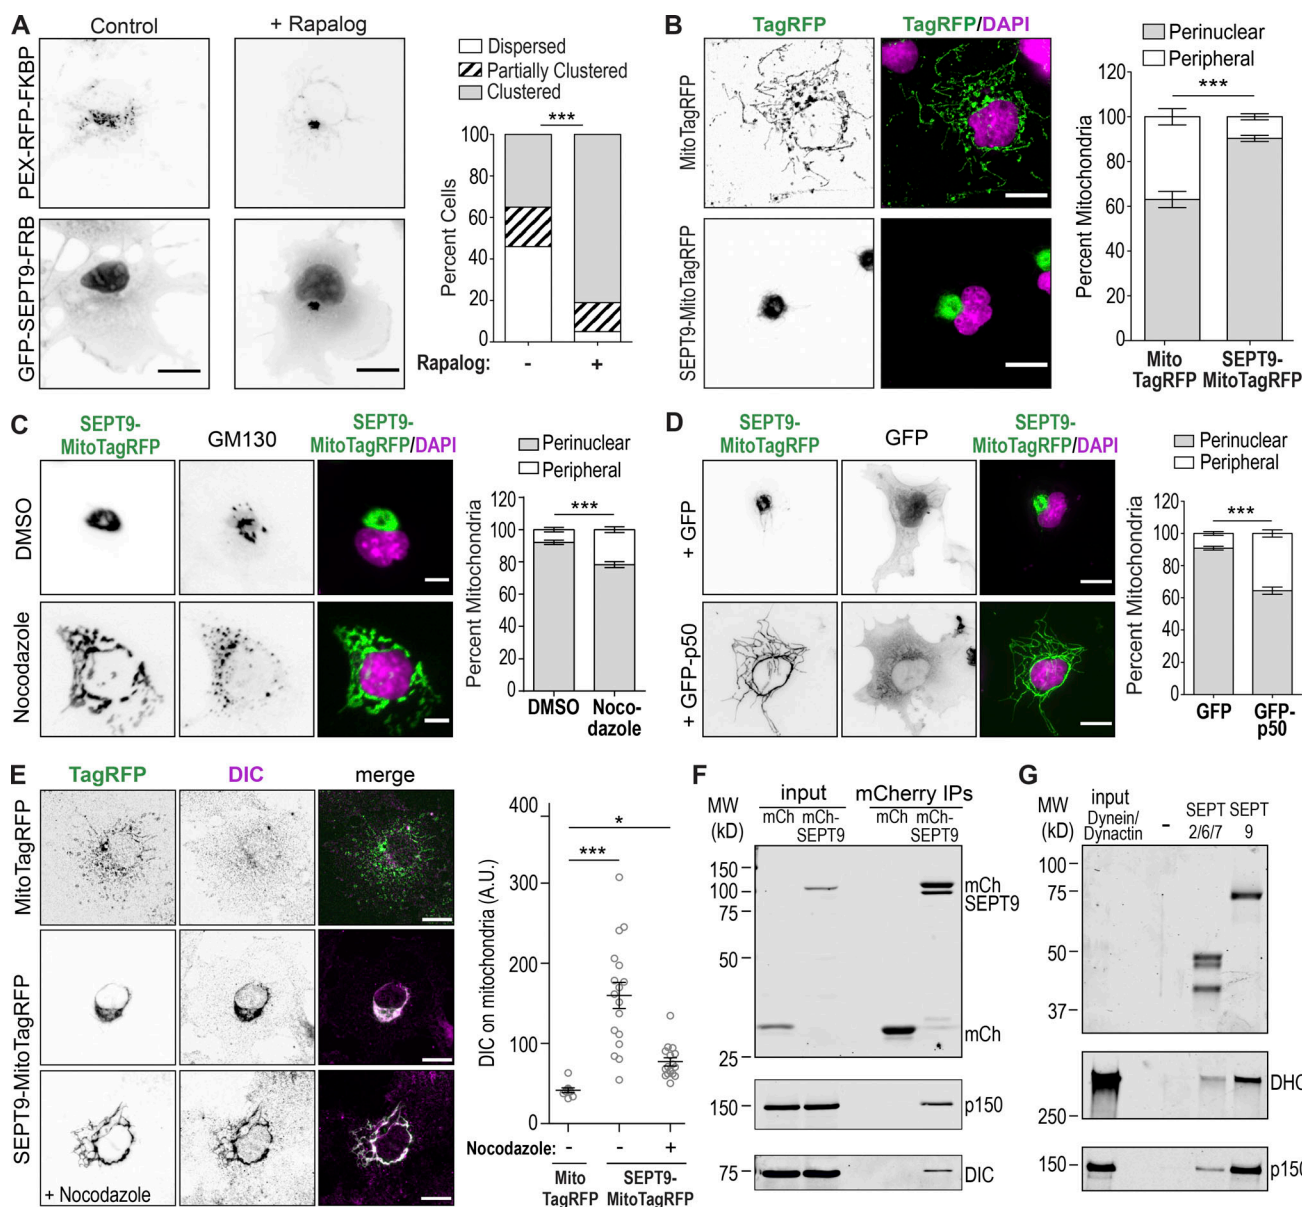 A
Control
+ Rapalog
PEX-RFP-FKBP
GFP-SEPT9-FRB
Dispersed
Partially Clustered
Clustered
***
Percent Cells
100
80
60
40
20
0
Rapalog:
-
+
B
TagRFP
TagRFP/DAPI
MitoTagRFP
SEPT9-MitoTagRFP
Perinuclear
Peripheral
***
Percent Mitochondria
120
100
80
60
40
20
0
Mito
TagRFP
SEPT9-
MitoTagRFP
C
SEPT9-
MitoTagRFP
GM130
SEPT9-
MitoTagRFP/DAPI
DMSO
Nocodazole
Perinuclear
Peripheral
***
Percent Mitochondria
120
100
80
60
40
20
0
DMSO
Noco-
dazole
D
SEPT9-
MitoTagRFP
GFP
SEPT9-
MitoTagRFP/DAPI
+ GFP
+ GFP-p50
Perinuclear
Peripheral
***
Percent Mitochondria
120
100
80
60
40
20
0
GFP
GFP-
p50
E
TagRFP
DIC
merge
MitoTagRFP
SEPT9-MitoTagRFP
+ Nocodazole
DIC on mitochondria (A.U.)
400
300
200
100
0
*
***
Nocodazole:
-
-
+
Mito
TagRFP
SEPT9-
MitoTagRFP
F
MW
(kD)
input
mCherry IPs
mCh
mCh-
SEPT9
mCh
mCh-
SEPT9
150
100
75
50
25
mCh
SEPT9
mCh
150
p150
75
DIC
G
MW
(kD)
input
Dynein/
Dynactin
-
SEPT
2/6/7
SEPT
9
100
75
50
37
250
DHC
150
p150